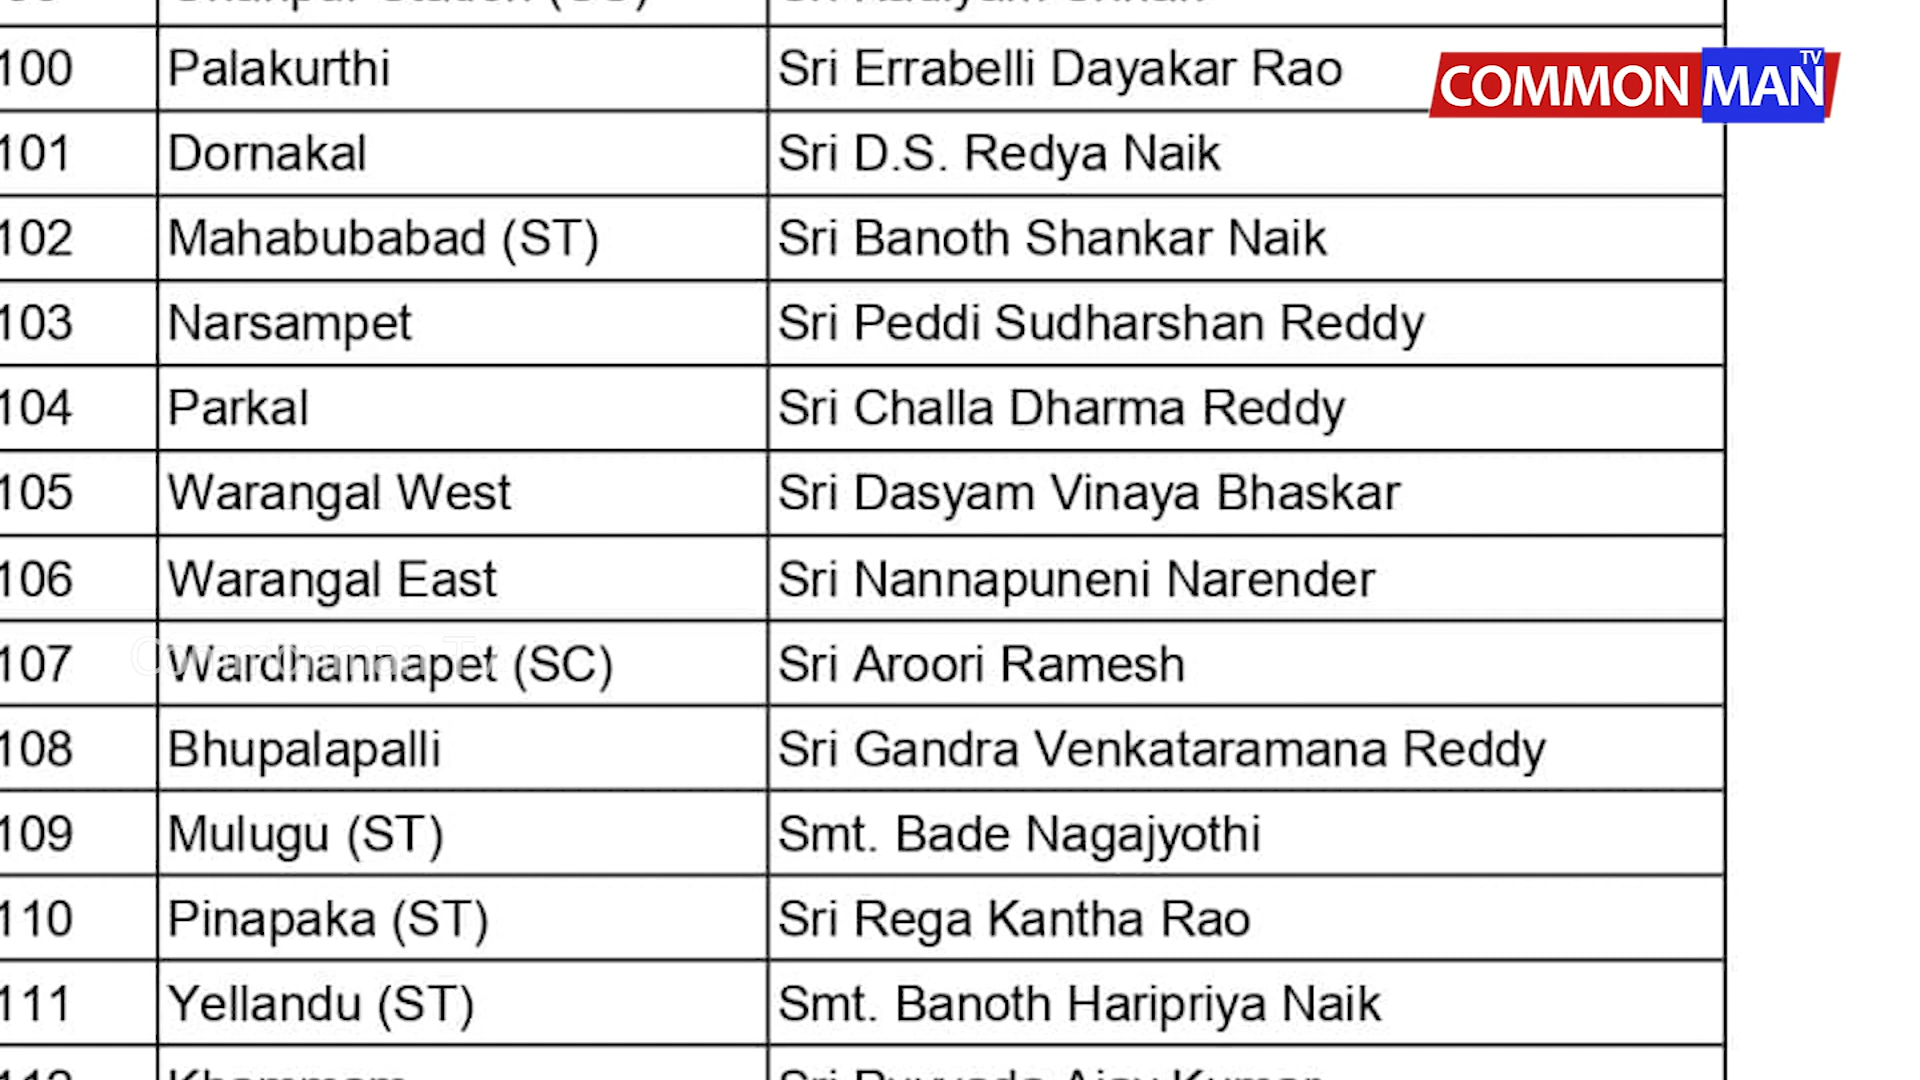 100 Palakurthi Sri Errabelli Dayakar Rao
COMMON MAN TV
101 Dornakal Sri D.S. Redya Naik
102 Mahabubabad (ST) Sri Banoth Shankar Naik
103 Narsampet Sri Peddi Sudharshan Reddy
104 Parkal Sri Challa Dharma Reddy
105 Warangal West Sri Dasyam Vinaya Bhaskar
106 Warangal East Sri Nannapuneni Narender
107 Wardhannapet (SC) Sri Aroori Ramesh
108 Bhupalapalli Sri Gandra Venkataramana Reddy
109 Mulugu (ST) Smt. Bade Nagajyothi
110 Pinapaka (ST) Sri Rega Kantha Rao
111 Yellandu (ST) Smt. Banoth Haripriya Naik